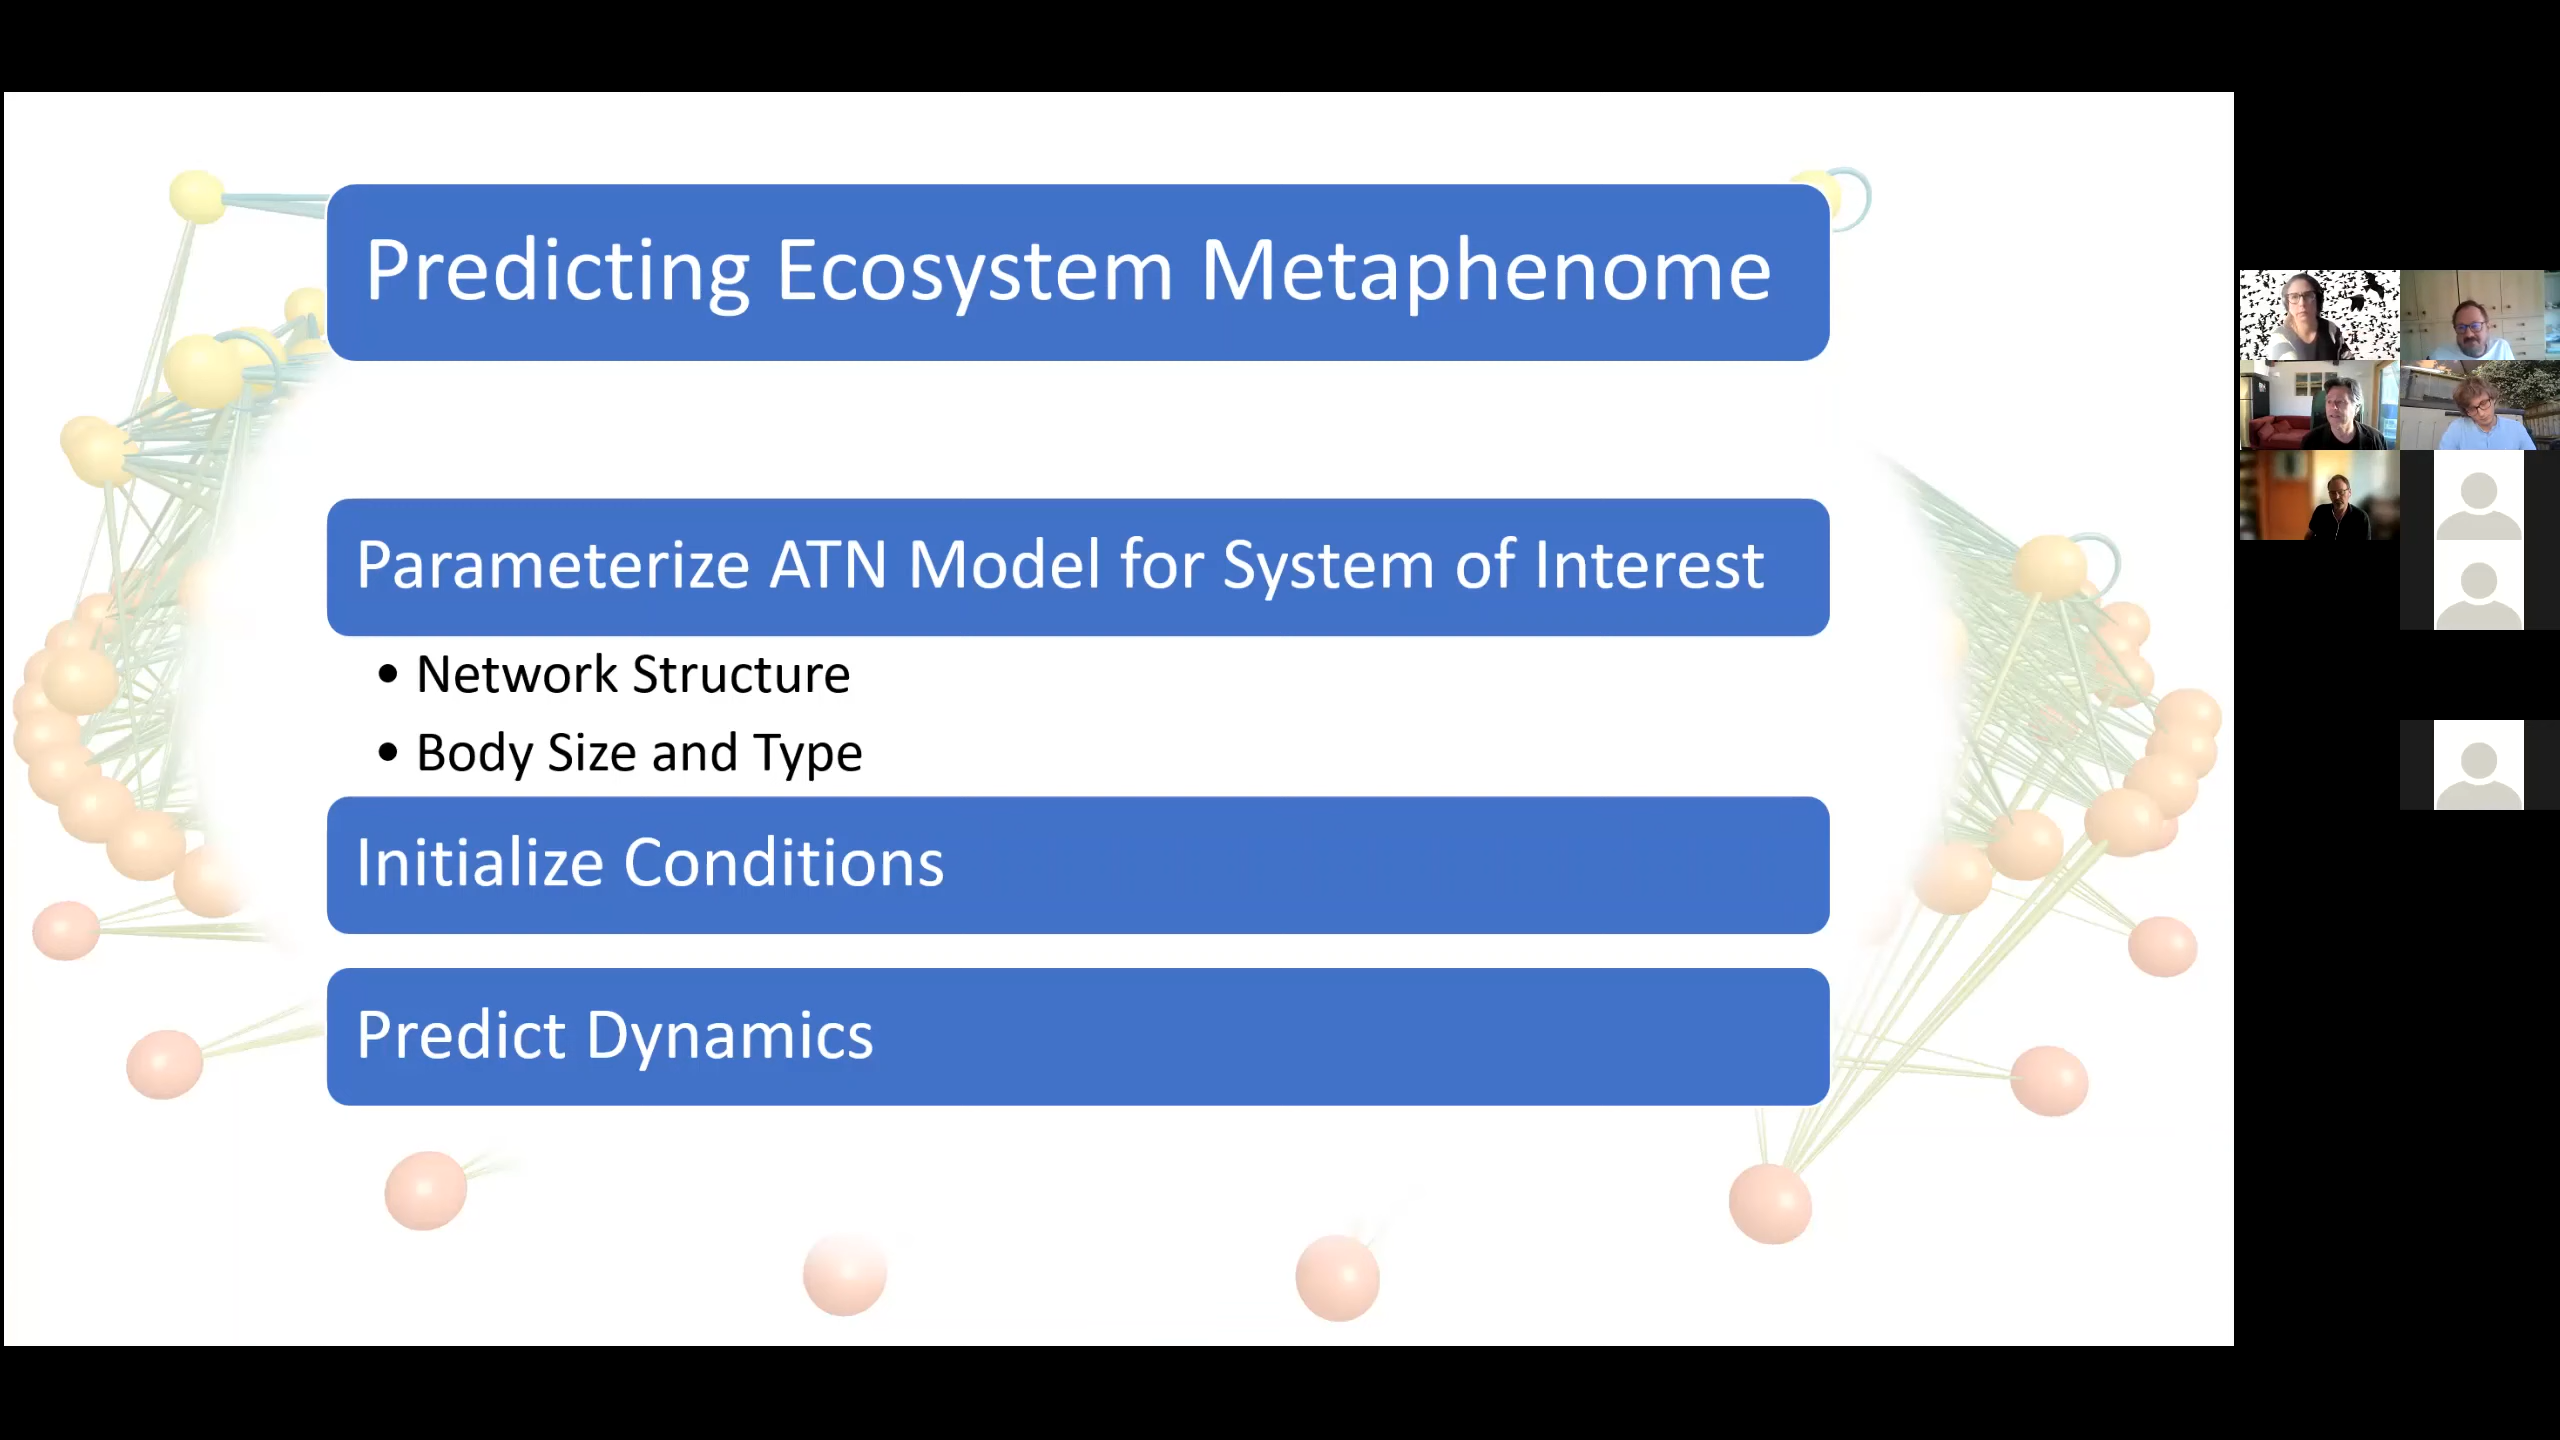 Predicting Ecosystem Metaphenome
Parameterize ATN Model for System of Interest
• Network Structure
• Body Size and Type
Initialize Conditions
Predict Dynamics